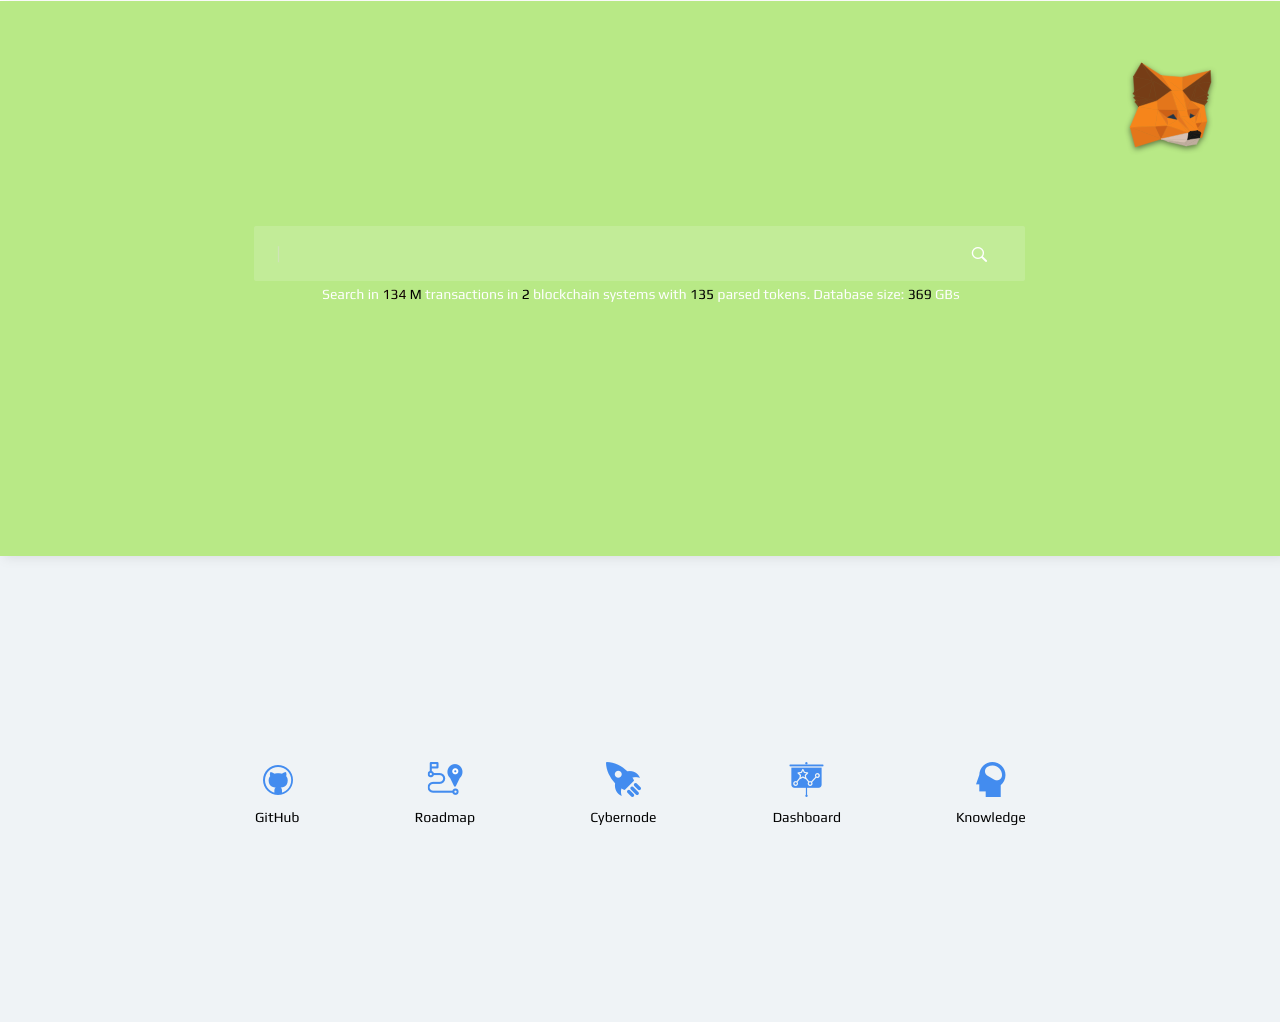 Search in 134 M transactions in 2 blockchain systems with 135 parsed tokens. Database size: 369 GBs
GitHub
Roadmap
Cybernode
Dashboard
Knowledge